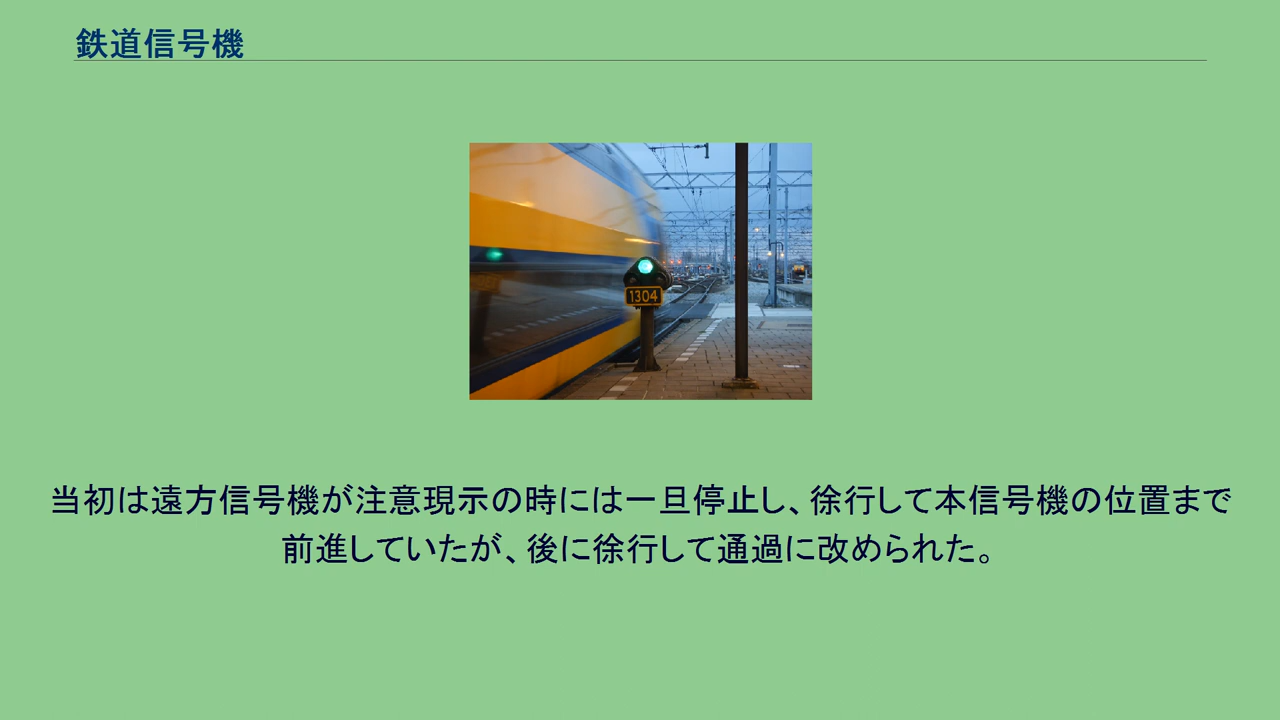 鉄道信号機
1304
当初は遠方信号機が注意現示の時には一旦停止し、徐行して本信号機の位置まで
前進していたが、後に徐行して通過に改められた。